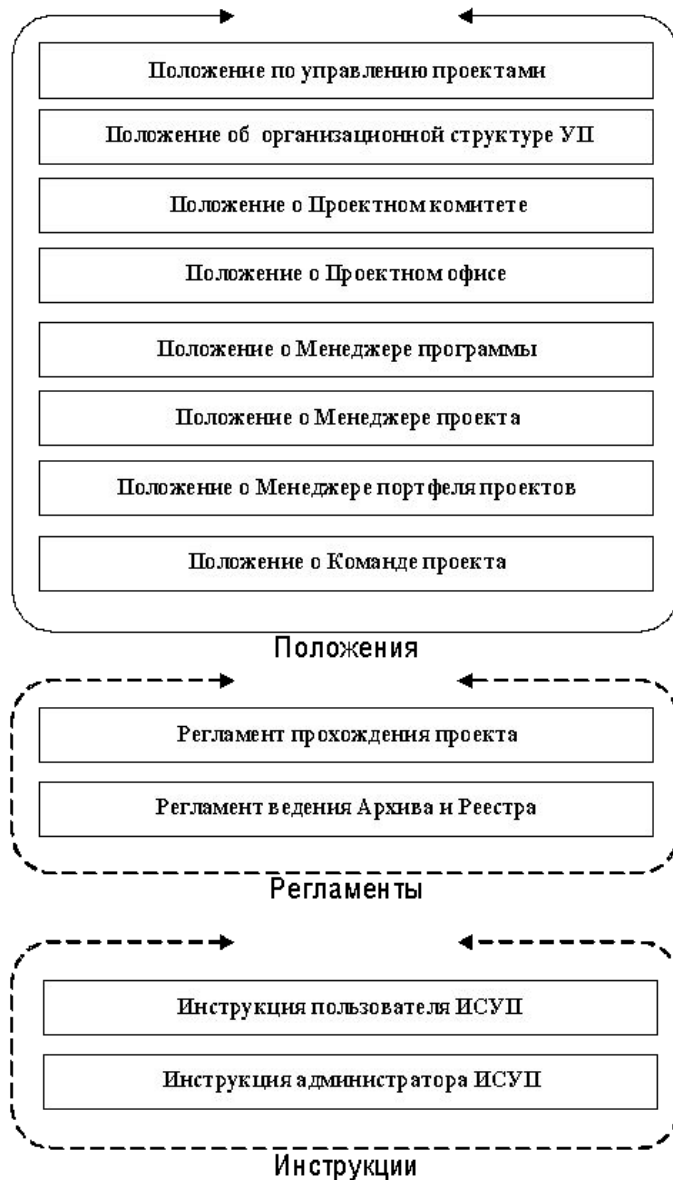 Положение по управлению проектами
Положение об организационной структуре УП
Положение о Проектном комитете
Положение о Проектном офисе
Положение о Менеджере программы
Положение о Менеджере проекта
Положение о Менеджере портфеля проектов
Положение о Команде проекта
Положения
Регламент прохождения проекта
Регламент ведения Архива и Реестра
Регламенты
Инструкция пользователя ИСУП
Инструкция администратора ИСУП
Инструкции